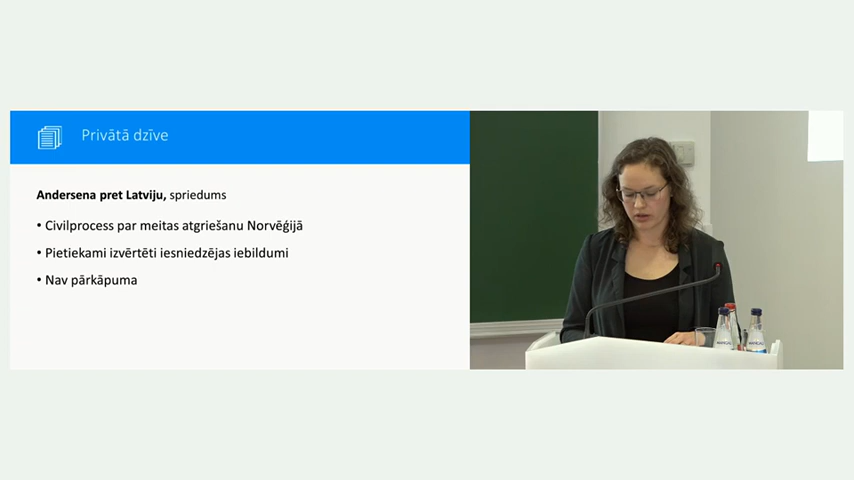 Privātā dzīve
Andersena pret Latviju, spriedums
• Civilprocess par meitas atgriešanu Norvēģijā
• Pietiekami izvērtēti iesniedzējas iebildumi
• Nav pārkāpuma